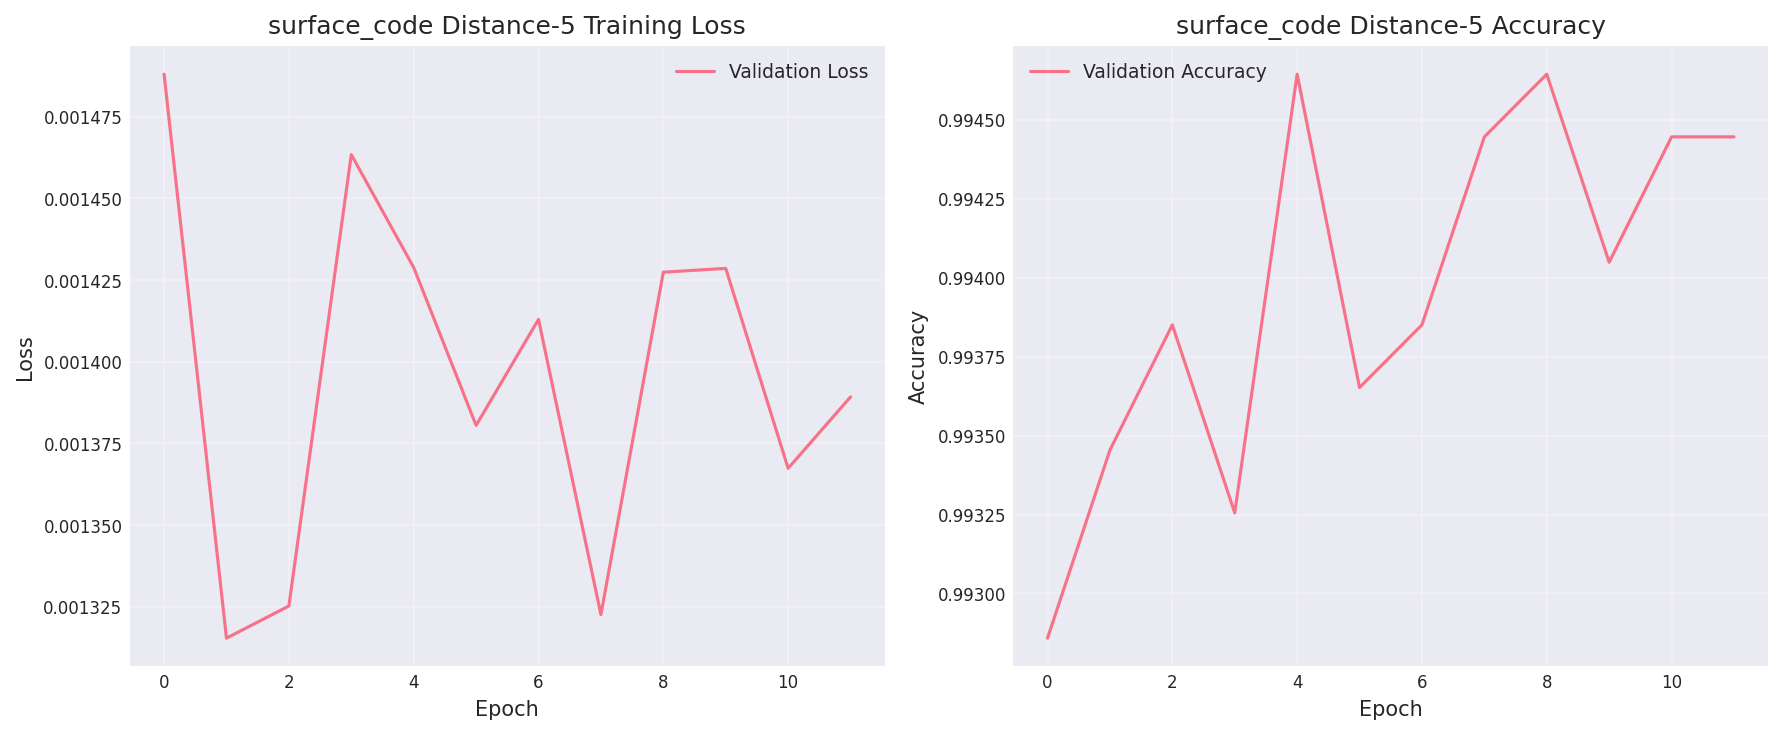 surface_code Distance-5 Training Loss
Validation Loss
0.001475
0.001450
0.001425
0.001400
0.001375
0.001350
0.001325
Loss
0 2 4 6 8 10
Epoch
surface_code Distance-5 Accuracy
Validation Accuracy
0.99450
0.99425
0.99400
0.99375
0.99350
0.99325
0.99300
Accuracy
0 2 4 6 8 10
Epoch